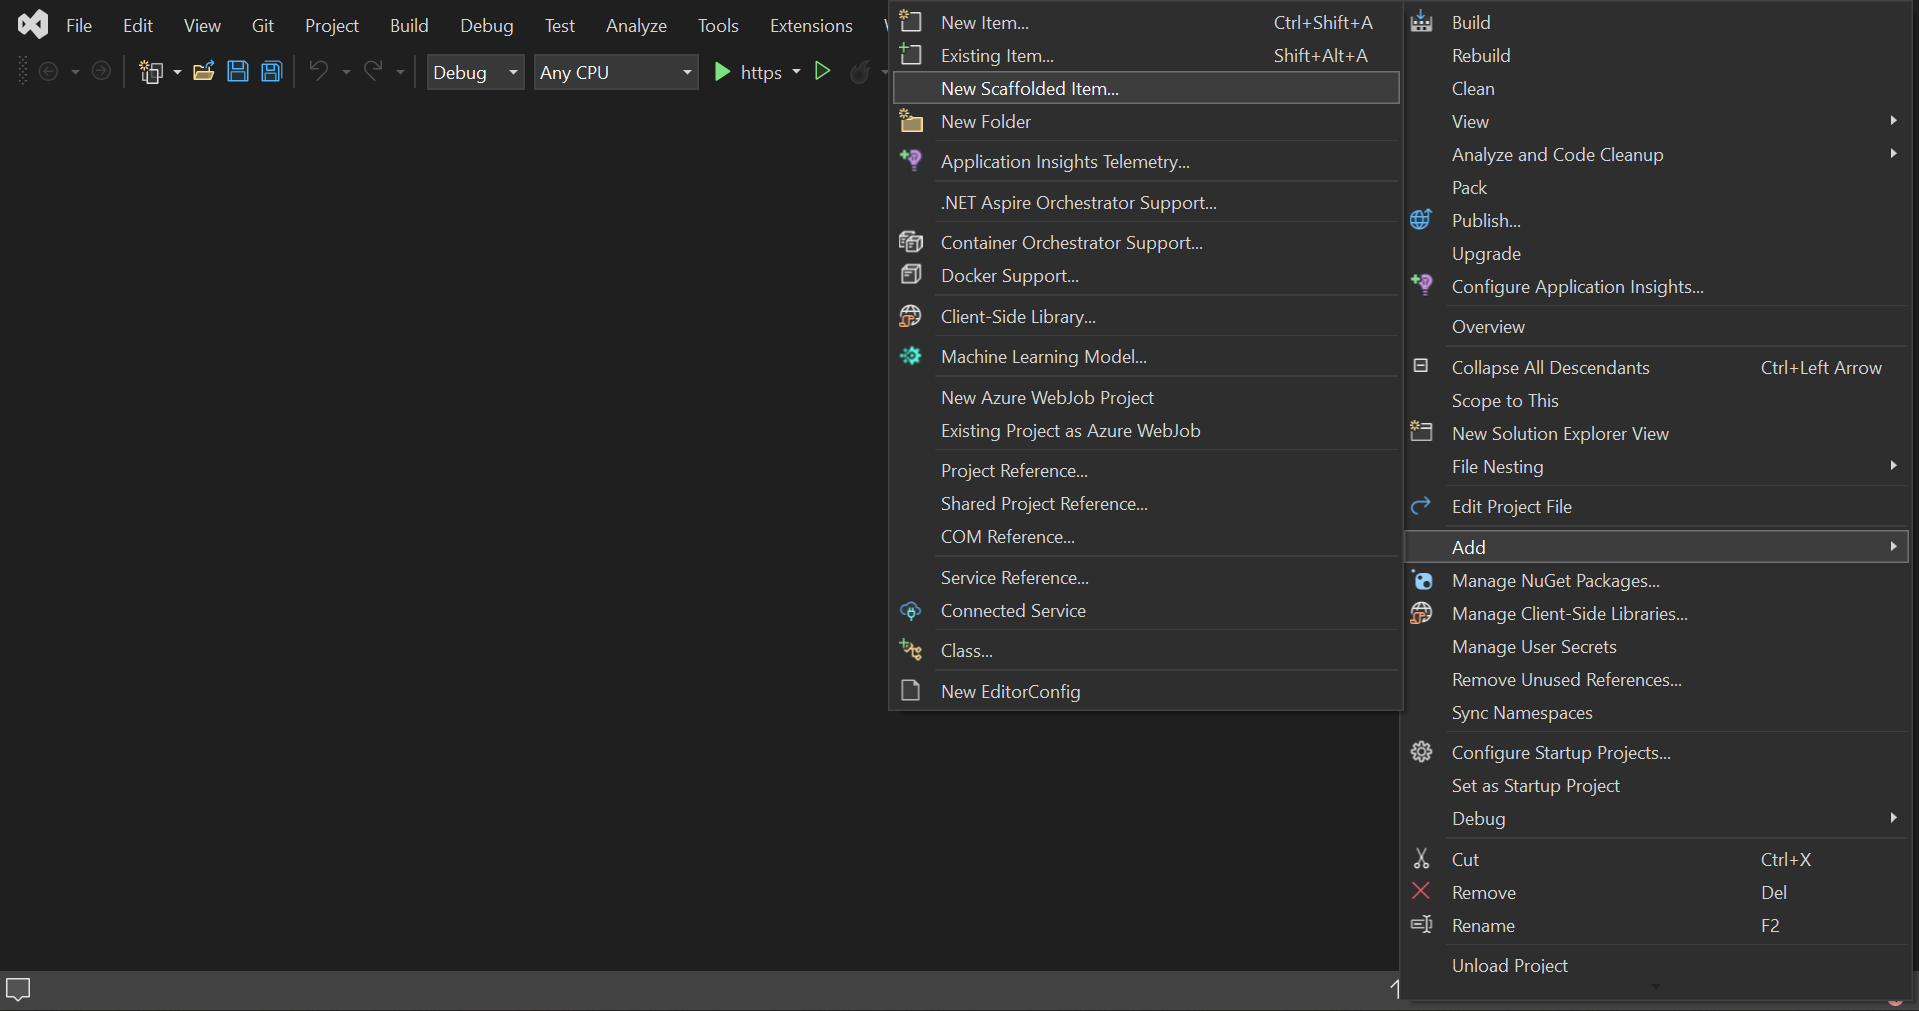 File Edit View Git Project Build Debug Test Analyze Tools Extensions
Debug Any CPU https
New Item... Ctrl+Shift+A
Existing Item... Shift+Alt+A
New Scaffolded Item...
New Folder
Application Insights Telemetry...
.NET Aspire Orchestrator Support...
Container Orchestrator Support...
Docker Support...
Client-Side Library...
Machine Learning Model...
New Azure WebJob Project
Existing Project as Azure WebJob
Project Reference...
Shared Project Reference...
COM Reference...
Service Reference...
Connected Service
Class...
New EditorConfig
Build
Rebuild
Clean
View
Analyze and Code Cleanup
Pack
Publish...
Upgrade
Configure Application Insights...
Overview
Collapse All Descendants Ctrl+Left Arrow
Scope to This
New Solution Explorer View
File Nesting
Edit Project File
Add
Manage NuGet Packages...
Manage Client-Side Libraries...
Manage User Secrets
Remove Unused References...
Sync Namespaces
Configure Startup Projects...
Set as Startup Project
Debug
Cut Ctrl+X
Remove Del
Rename F2
Unload Project